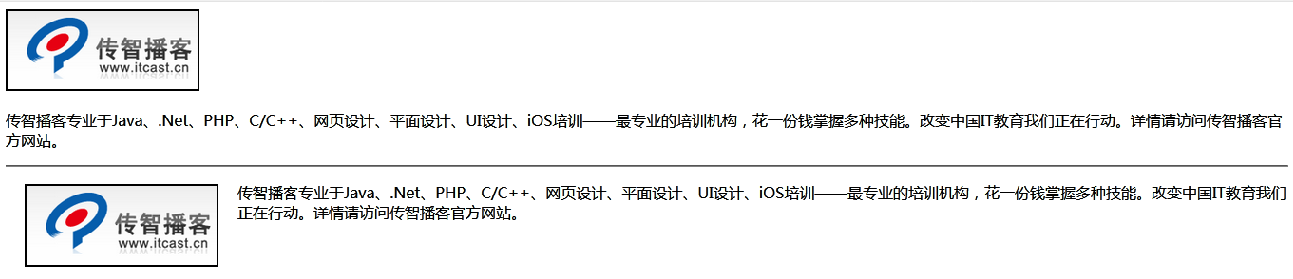 传智播客
www.itcast.cn
传智播客专业于Java、.Net、PHP、C/C++、网页设计、平面设计、UI设计、iOS培训——最专业的培训机构，花一份钱掌握多种技能。改变中国IT教育我们正在行动。详情请访问传智播客官
方网站。
传智播客
www.itcast.cn
传智播客专业于Java、.Net、PHP、C/C++、网页设计、平面设计、UI设计、iOS培训——最专业的培训机构，花一份钱掌握多种技能。改变中国IT教育我们
正在行动。详情请访问传智播客官方网站。